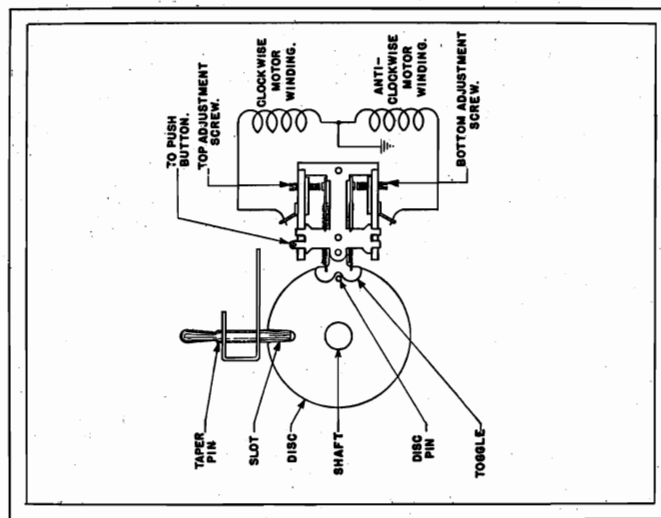 TO PUSH
BUTTON.
TOP ADJUSTMENT
SCREW.
CLOCKWISE
MOTOR
WINDING.
ANTI-
CLOCKWISE
MOTOR
WINDING.
BOTTOM ADJUSTMENT
SCREW.
TAPER
PIN
SLOT
DISC
SHAFT
DISC
PIN
TOGGLE